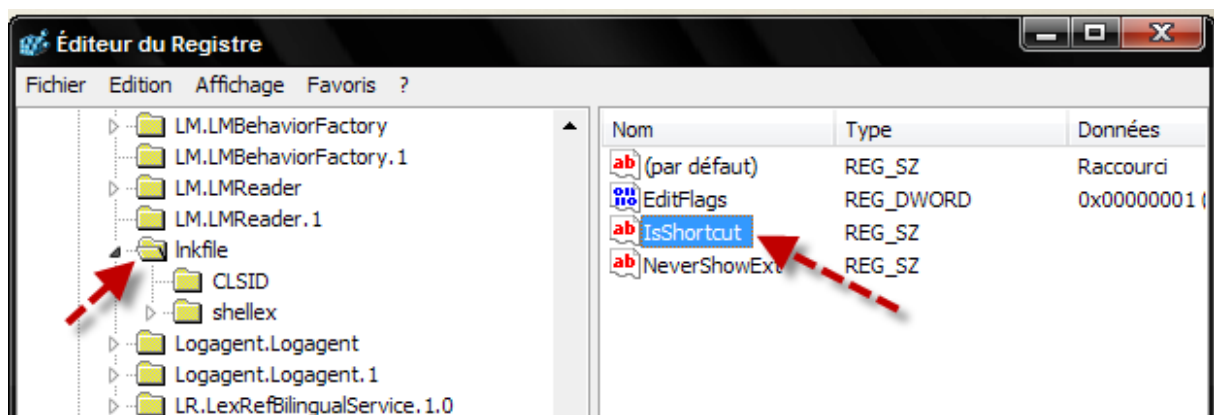 Éditeur du Registre
Fichier Edition Affichage Favoris ?
LM.LMBehaviorFactory
LM.LMBehaviorFactory.1
LM.LMReader
LM.LMReader.1
lnkfile
CLSID
shellex
Logagent.Logagent
Logagent.Logagent.1
LR.LexRefBilingualService.1.0
Nom Type Données
(par défaut) REG_SZ Raccourci
EditFlags REG_DWORD 0x00000001 (
IsShortcut REG_SZ
NeverShowExt REG_SZ